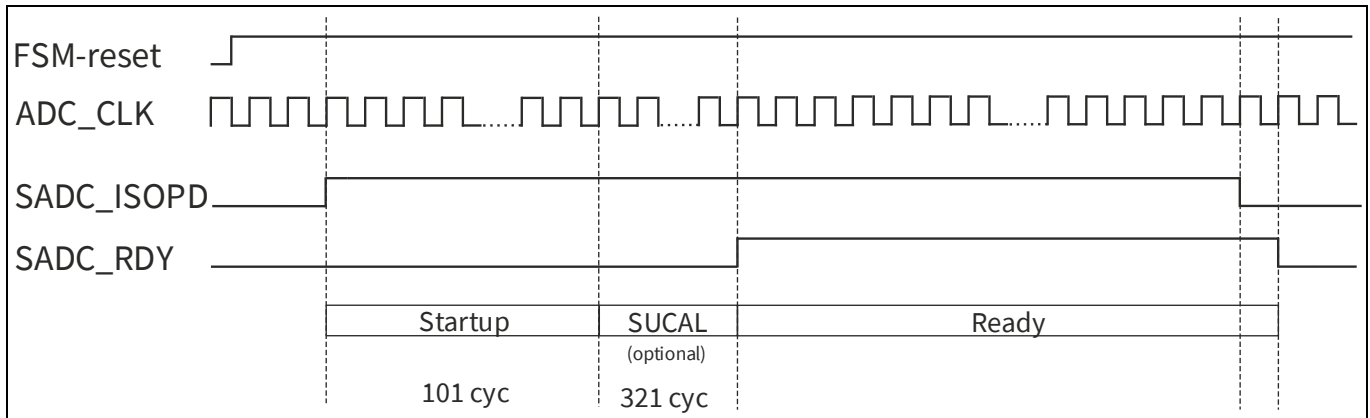 FSM-reset
ADC_CLK
SADC_ISOPD
SADC_RDY
Startup SUCAL Ready
(optional)
101 cyc 321 cyc